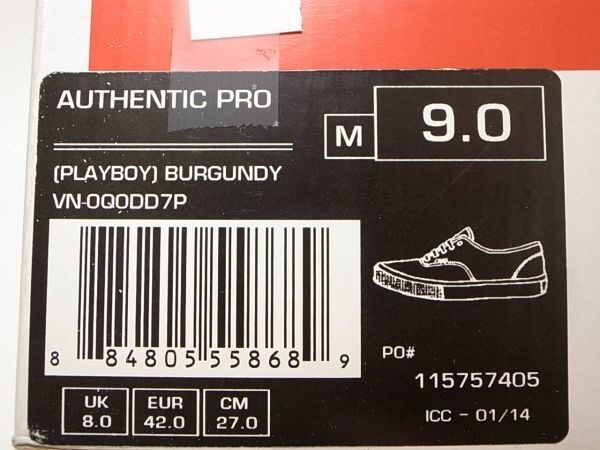 AUTHENTIC PRO
M 9.0
(PLAYBOY) BURGUNDY
VN-0Q0DD7P
8 84805 55868 9
PO#
115757405
ICC - 01/14
UK
8.0
EUR
42.0
CM
27.0